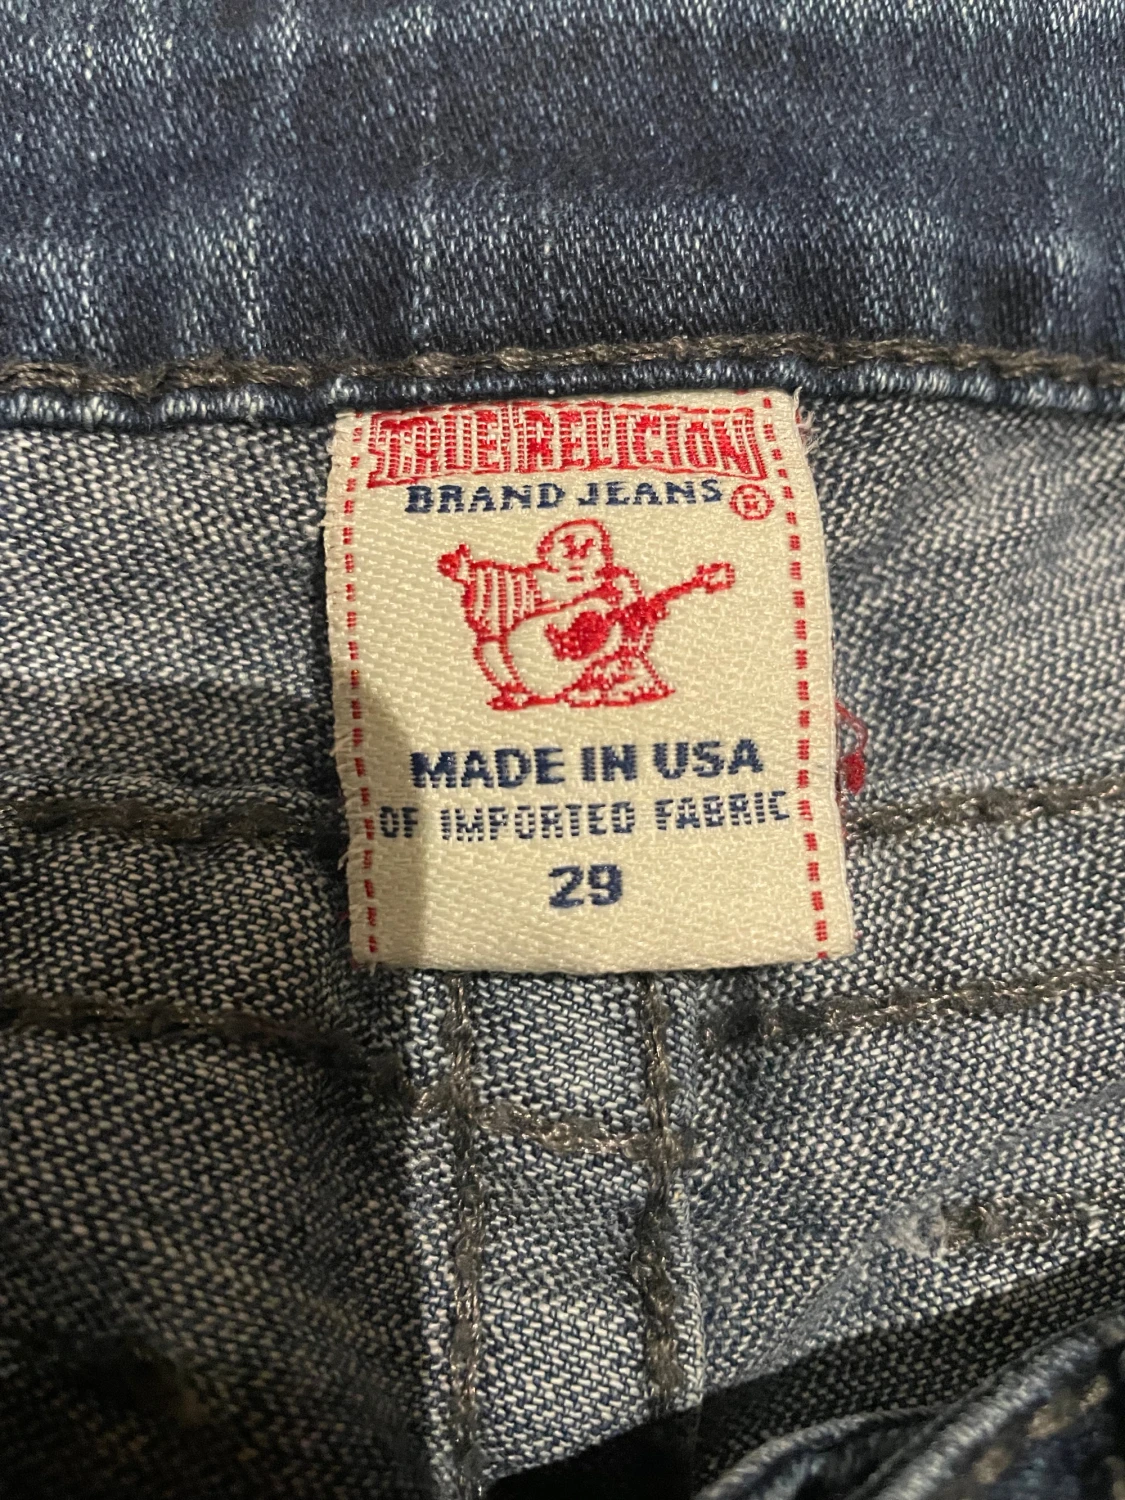 TRUE RELIGION
BRAND JEANS ®
MADE IN USA
OF IMPORTED FABRIC
29